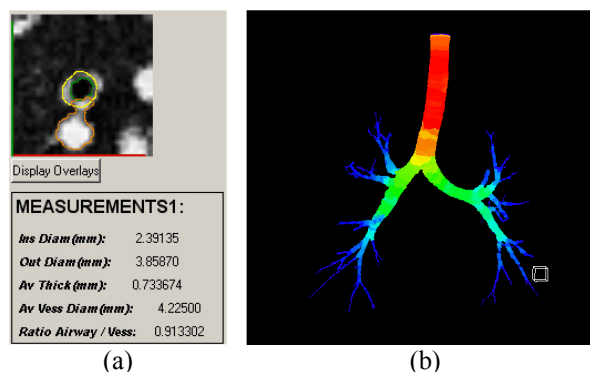 Display Overlays
MEASUREMENTS1:
Ins Diam(mm): 2.39135
Out Diam(mm): 3.85870
Av Thick(mm): 0.733674
Av Vess Diam(mm): 4.22500
Ratio Airway / Vess: 0.913302
(a) (b)